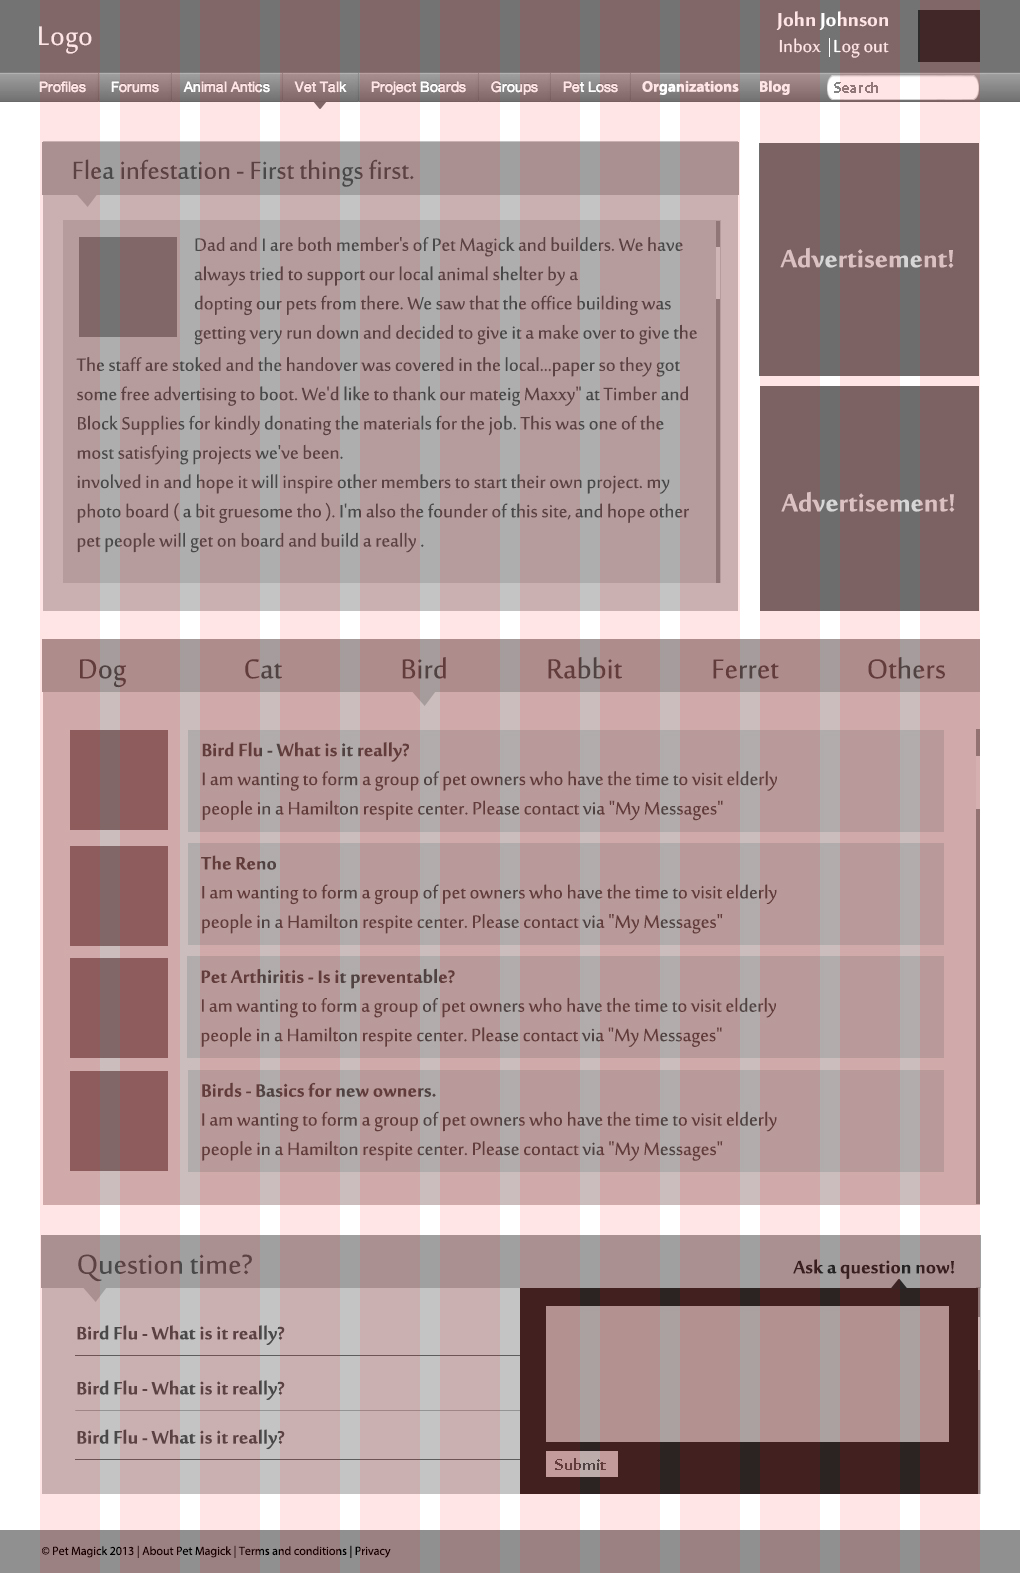 Logo
John Johnson
Inbox |Log out
Profiles
Forums
Animal Antics
Vet Talk
Project Boards
Groups
Pet Loss
Organizations
Blog
Search
Flea infestation - First things first.
Dad and I are both member's of Pet Magick and builders. We have
always tried to support our local animal shelter by a
dopting our pets from there. We saw that the office building was
getting very run down and decided to give it a make over to give the
The staff are stoked and the handover was covered in the local...paper so they got
some free advertising to boot. We'd like to thank our mateig Maxxy" at Timber and
Block Supplies for kindly donating the materials for the job. This was one of the
most satisfying projects we've been.
involved in and hope it will inspire other members to start their own project. my
photo board ( a bit gruesome tho ). I'm also the founder of this site, and hope other
pet people will get on board and build a really .
Advertisement!
Advertisement!
Dog
Cat
Bird
Rabbit
Ferret
Others
Bird Flu - What is it really?
I am wanting to form a group of pet owners who have the time to visit elderly
people in a Hamilton respite center. Please contact via "My Messages"
The Reno
I am wanting to form a group of pet owners who have the time to visit elderly
people in a Hamilton respite center. Please contact via "My Messages"
Pet Arthiritis - Is it preventable?
I am wanting to form a group of pet owners who have the time to visit elderly
people in a Hamilton respite center. Please contact via "My Messages"
Birds - Basics for new owners.
I am wanting to form a group of pet owners who have the time to visit elderly
people in a Hamilton respite center. Please contact via "My Messages"
Question time?
Ask a question now!
Bird Flu - What is it really?
Bird Flu - What is it really?
Bird Flu - What is it really?
Submit
© Pet Magick 2013 | About Pet Magick | Terms and conditions | Privacy